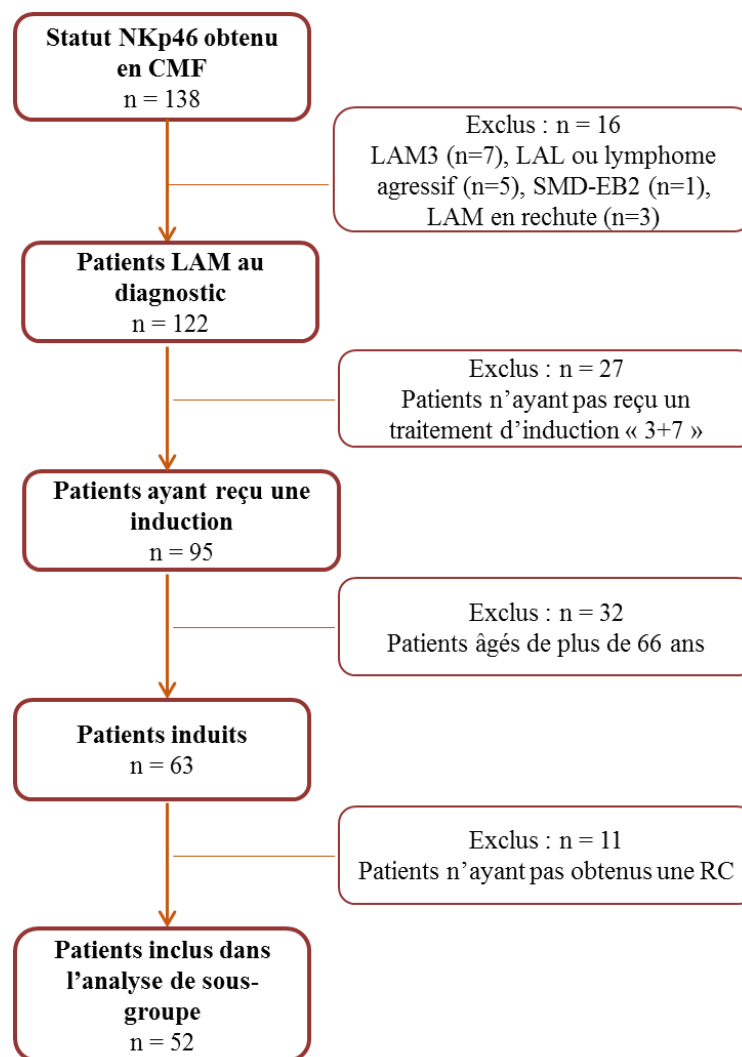 Statut NKp46 obtenu
en CMF
n = 138
Exclus : n = 16
LAM3 (n=7), LAL ou lymphome
agressif (n=5), SMD-EB2 (n=1),
LAM en rechute (n=3)
Patients LAM au
diagnostic
n = 122
Exclus : n = 27
Patients n’ayant pas reçu un
traitement d’induction « 3+7 »
Patients ayant reçu une
induction
n = 95
Exclus : n = 32
Patients âgés de plus de 66 ans
Patients induits
n = 63
Exclus : n = 11
Patients n’ayant pas obtenus une RC
Patients inclus dans
l’analyse de sous-
groupe
n = 52